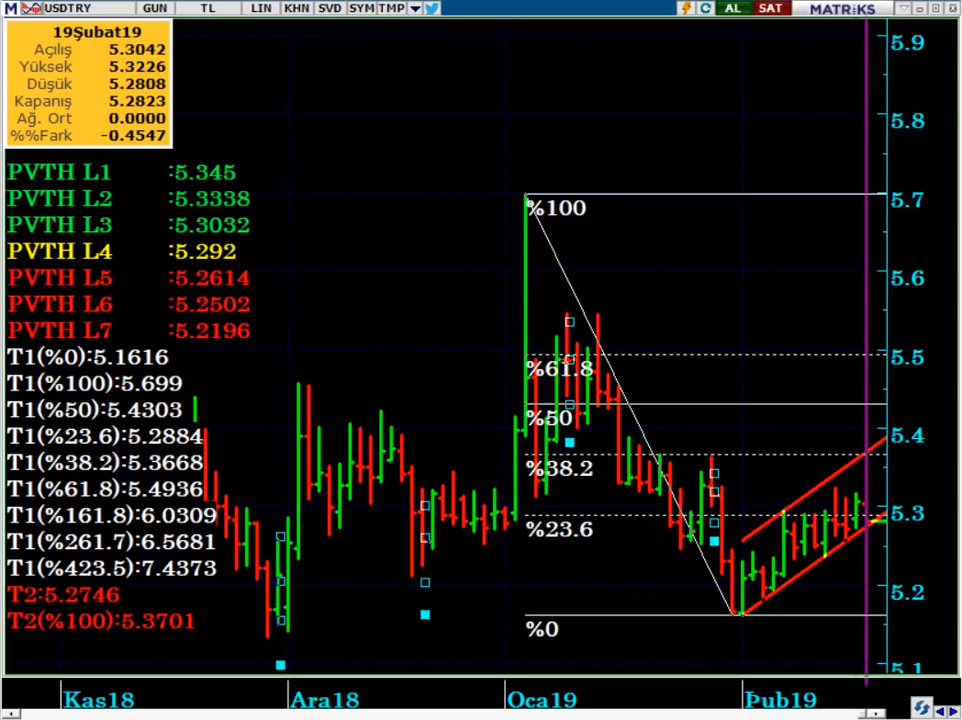 M USDTRY GUN TL LIN KHN SVD SYM TMP AL SAT MATRiKS
19Şubat19
Açılış 5.3042
Yüksek 5.3226
Düşük 5.2808
Kapanış 5.2823
Ağ. Ort 0.0000
%%Fark -0.4547
PVTH L1 :5.345
PVTH L2 :5.3338
PVTH L3 :5.3032
PVTH L4 :5.292
PVTH L5 :5.2614
PVTH L6 :5.2502
PVTH L7 :5.2196
T1(%0):5.1616
T1(%100):5.699
T1(%50):5.4303
T1(%23.6):5.2884
T1(%38.2):5.3668
T1(%61.8):5.4936
T1(%161.8):6.0309
T1(%261.7):6.5681
T1(%423.5):7.4373
T2:5.2746
T2(%100):5.3701
%100
%61.8
%50
%38.2
%23.6
%0
5.9
5.8
5.7
5.6
5.5
5.4
5.3
5.2
5.1
Kas18 Ara18 Oca19 Þub19